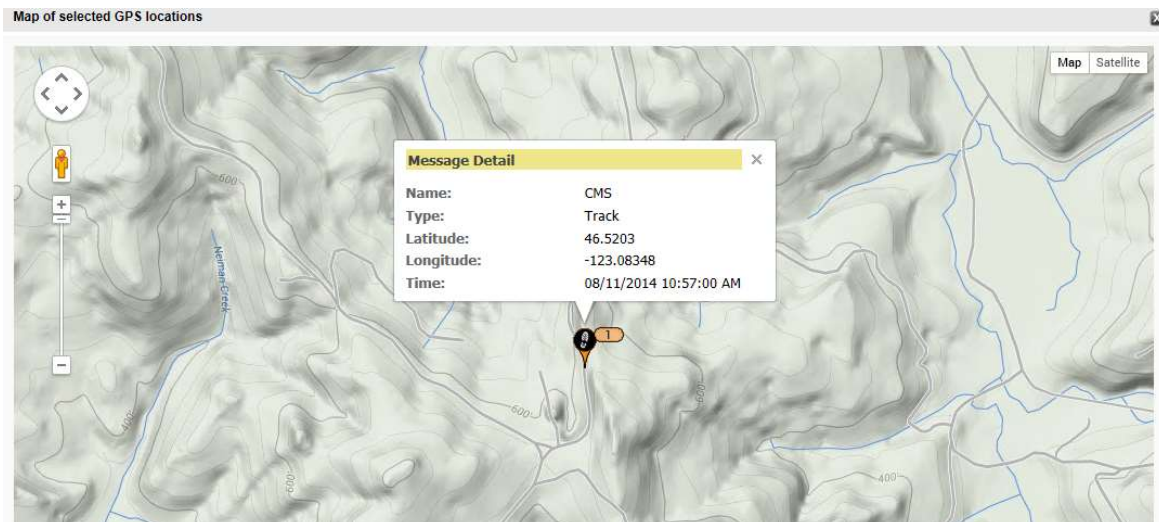 Map of selected GPS locations
Map Satellite
Message Detail
Name: CMS
Type: Track
Latitude: 46.5203
Longitude: -123.08348
Time: 08/11/2014 10:57:00 AM
600
Neiman Creek
1
600
600
400
600
400